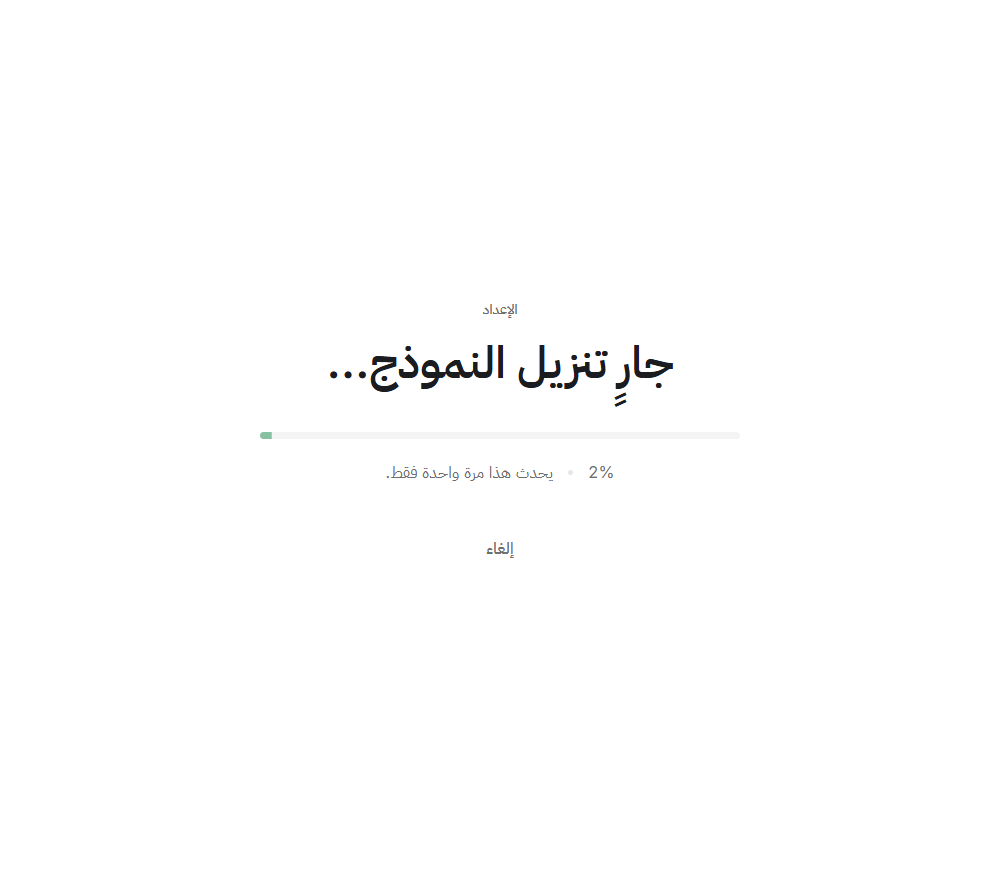 الإعداد
جارٍ تنزيل النموذج...
2% • يحدث هذا مرة واحدة فقط.
إلغاء